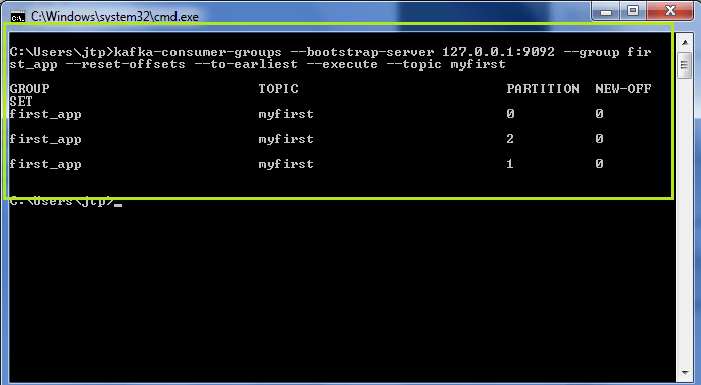 C:\Windows\system32\cmd.exe
C:\Users\jtp>kafka-consumer-groups --bootstrap-server 127.0.0.1:9092 --group fir
st_app --reset-offsets --to-earliest --execute --topic myfirst
GROUP TOPIC PARTITION NEW-OFF
SET
first_app myfirst 0 0
first_app myfirst 2 0
first_app myfirst 1 0
C:\Users\jtp>_